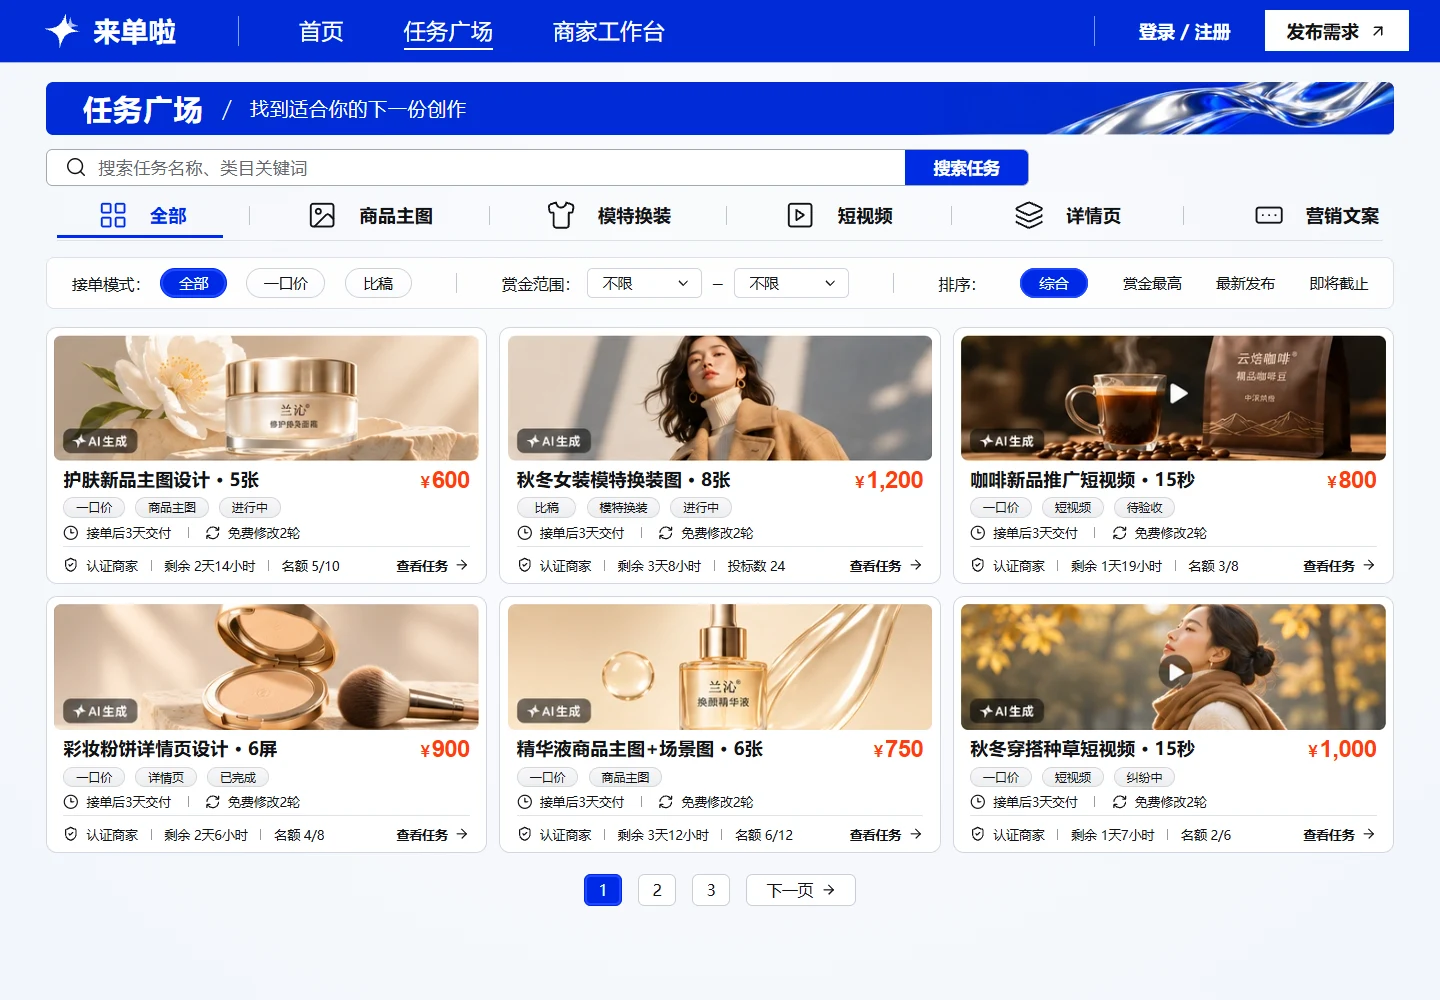 来单啦
首页
任务广场
商家工作台
登录 / 注册
发布需求
任务广场 / 找到适合你的下一份创作
搜索任务名称、类目关键词
搜索任务
全部
商品主图
模特换装
短视频
详情页
营销文案
接单模式：
全部
一口价
比稿
赏金范围：
不限
–
不限
排序：
综合
赏金最高
最新发布
即将截止
兰沁®
修护臻美面霜
AI生成
护肤新品主图设计・5张
¥600
一口价
商品主图
进行中
接单后3天交付
免费修改2轮
认证商家
剩余 2天14小时
名额 5/10
查看任务
AI生成
秋冬女装模特换装图・8张
¥1,200
比稿
模特换装
进行中
接单后3天交付
免费修改2轮
认证商家
剩余 3天8小时
投标数 24
查看任务
云焙咖啡®
精品咖啡豆
AI生成
咖啡新品推广短视频・15秒
¥800
一口价
短视频
待验收
接单后3天交付
免费修改2轮
认证商家
剩余 1天19小时
名额 3/8
查看任务
AI生成
彩妆粉饼详情页设计・6屏
¥900
一口价
详情页
已完成
接单后3天交付
免费修改2轮
认证商家
剩余 2天6小时
名额 4/8
查看任务
兰沁®
焕颜精华液
AI生成
精华液商品主图+场景图・6张
¥750
一口价
商品主图
接单后3天交付
免费修改2轮
认证商家
剩余 3天12小时
名额 6/12
查看任务
AI生成
秋冬穿搭种草短视频・15秒
¥1,000
一口价
短视频
纠纷中
接单后3天交付
免费修改2轮
认证商家
剩余 1天7小时
名额 2/6
查看任务
1
2
3
下一页